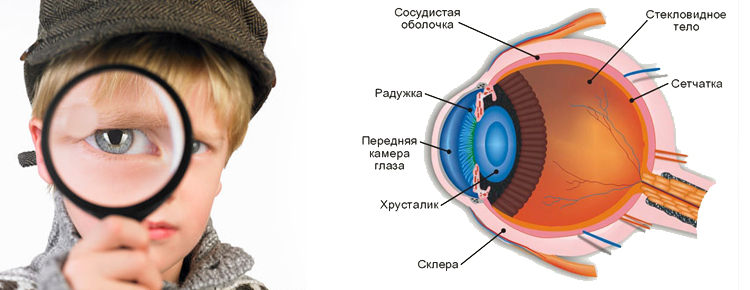 Сосудистая
оболочка
Стекловидное
тело
Радужка
Сетчатка
Передняя
камера
глаза
Хрусталик
Склера